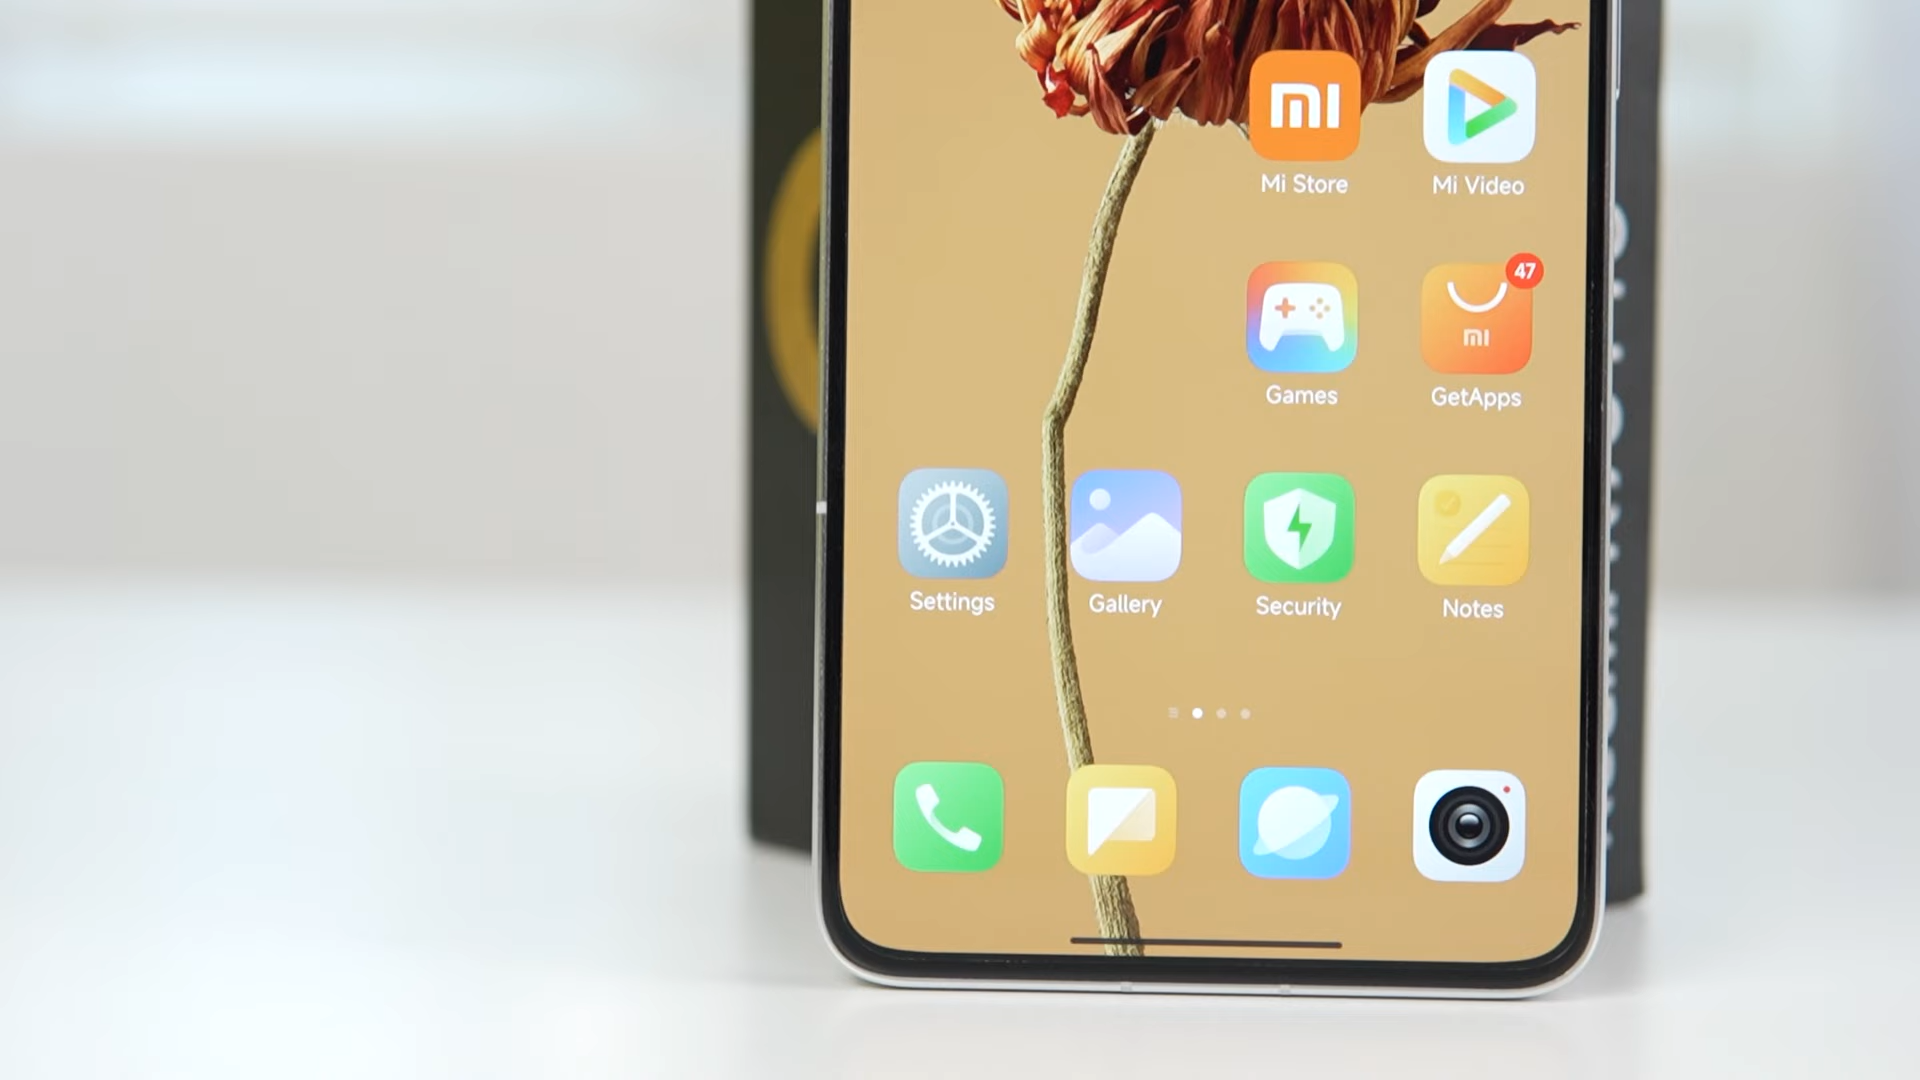 mi
Mi Store
Mi Video
47
mi
Games
GetApps
Settings
Gallery
Security
Notes